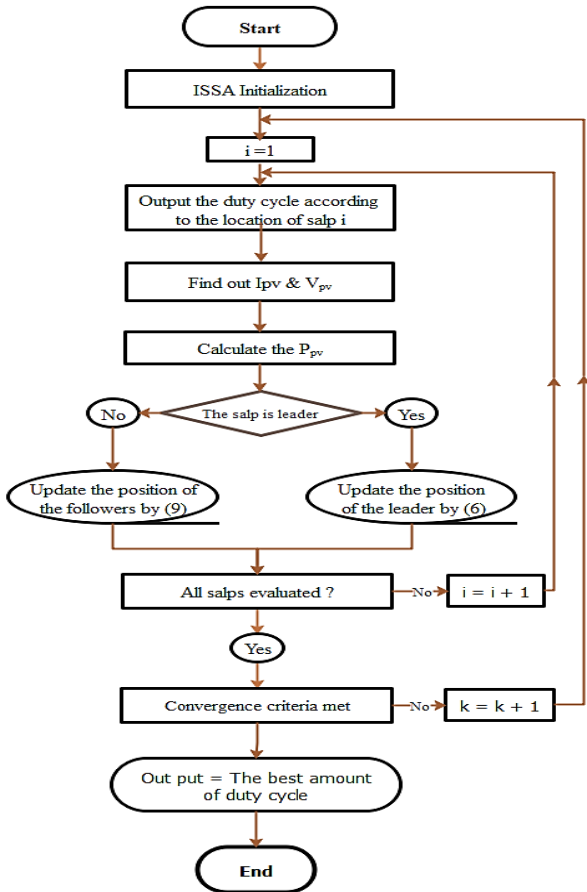 Start
ISSA Initialization
i =1
Output the duty cycle according
to the location of salp i
Find out Ipv & Vpv
Calculate the Ppv
No
The salp is leader
Yes
Update the position of
the followers by (9)
Update the position
of the leader by (6)
All salps evaluated ?
No
i = i + 1
Yes
Convergence criteria met
No
k = k + 1
Out put = The best amount
of duty cycle
End